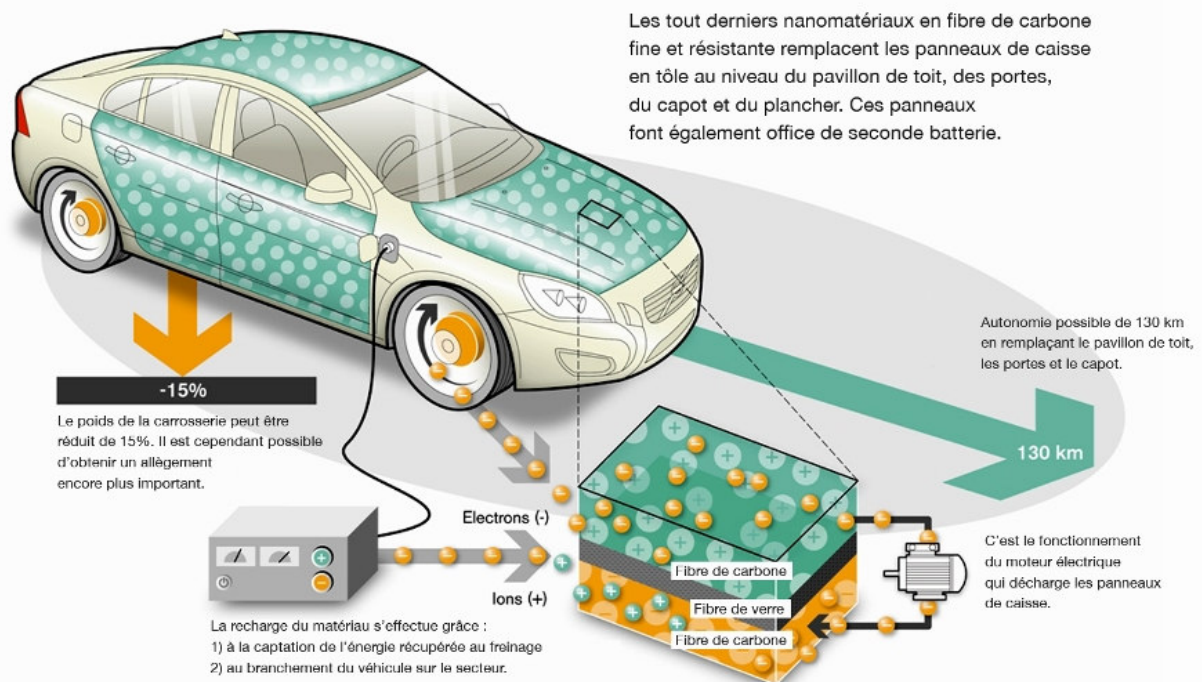 Les tout derniers nanomatériaux en fibre de carbone
fine et résistante remplacent les panneaux de caisse
en tôle au niveau du pavillon de toit, des portes,
du capot et du plancher. Ces panneaux
font également office de seconde batterie.
Autonomie possible de 130 km
en remplaçant le pavillon de toit,
les portes et le capot.
130 km
-15%
Le poids de la carrosserie peut être
réduit de 15%. Il est cependant possible
d'obtenir un allègement
encore plus important.
Electrons (-)
Ions (+)
Fibre de carbone
Fibre de verre
Fibre de carbone
C'est le fonctionnement
du moteur électrique
qui décharge les panneaux
de caisse.
La recharge du matériau s'effectue grâce :
1) à la captation de l'énergie récupérée au freinage
2) au branchement du véhicule sur le secteur.